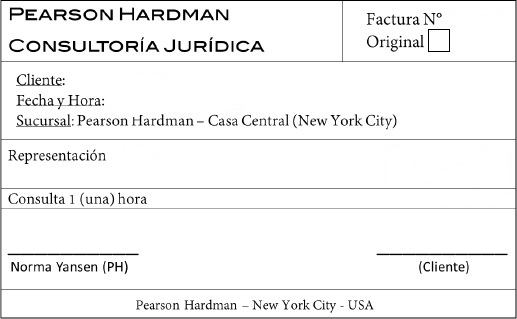 PEARSON HARDMAN
CONSULTORÍA JURÍDICA
Factura N°
Original
Cliente:
Fecha y Hora:
Sucursal: Pearson Hardman – Casa Central (New York City)
Representación
Consulta 1 (una) hora
Norma Yansen (PH)
(Cliente)
Pearson Hardman – New York City - USA